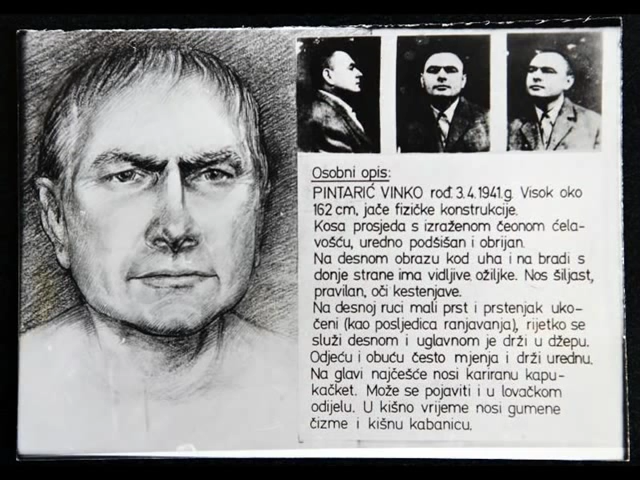 Osobni opis:
PINTARIĆ VINKO rođ. 3.4.1941.g. Visok oko
162 cm, jače fizičke konstrukcije.
Kosa prosjeda s izraženom čeonom ćela-
vošću, uredno podšišan i obrijan.
Na desnom obrazu kod uha i na bradi s
donje strane ima vidljive ožiljke. Nos šiljast,
pravilan, oči kestenjave.
Na desnoj ruci mali prst i prstenjak uko-
čeni (kao posljedica ranjavanja), rijetko se
služi desnom i uglavnom je drži u džepu.
Odjeću i obuću često mjenja i drži urednu.
Na glavi najčešće nosi kariranu kapu-
kačket. Može se pojaviti i u lovačkom
odijelu. U kišno vrijeme nosi gumene
čizme i kišnu kabanicu.